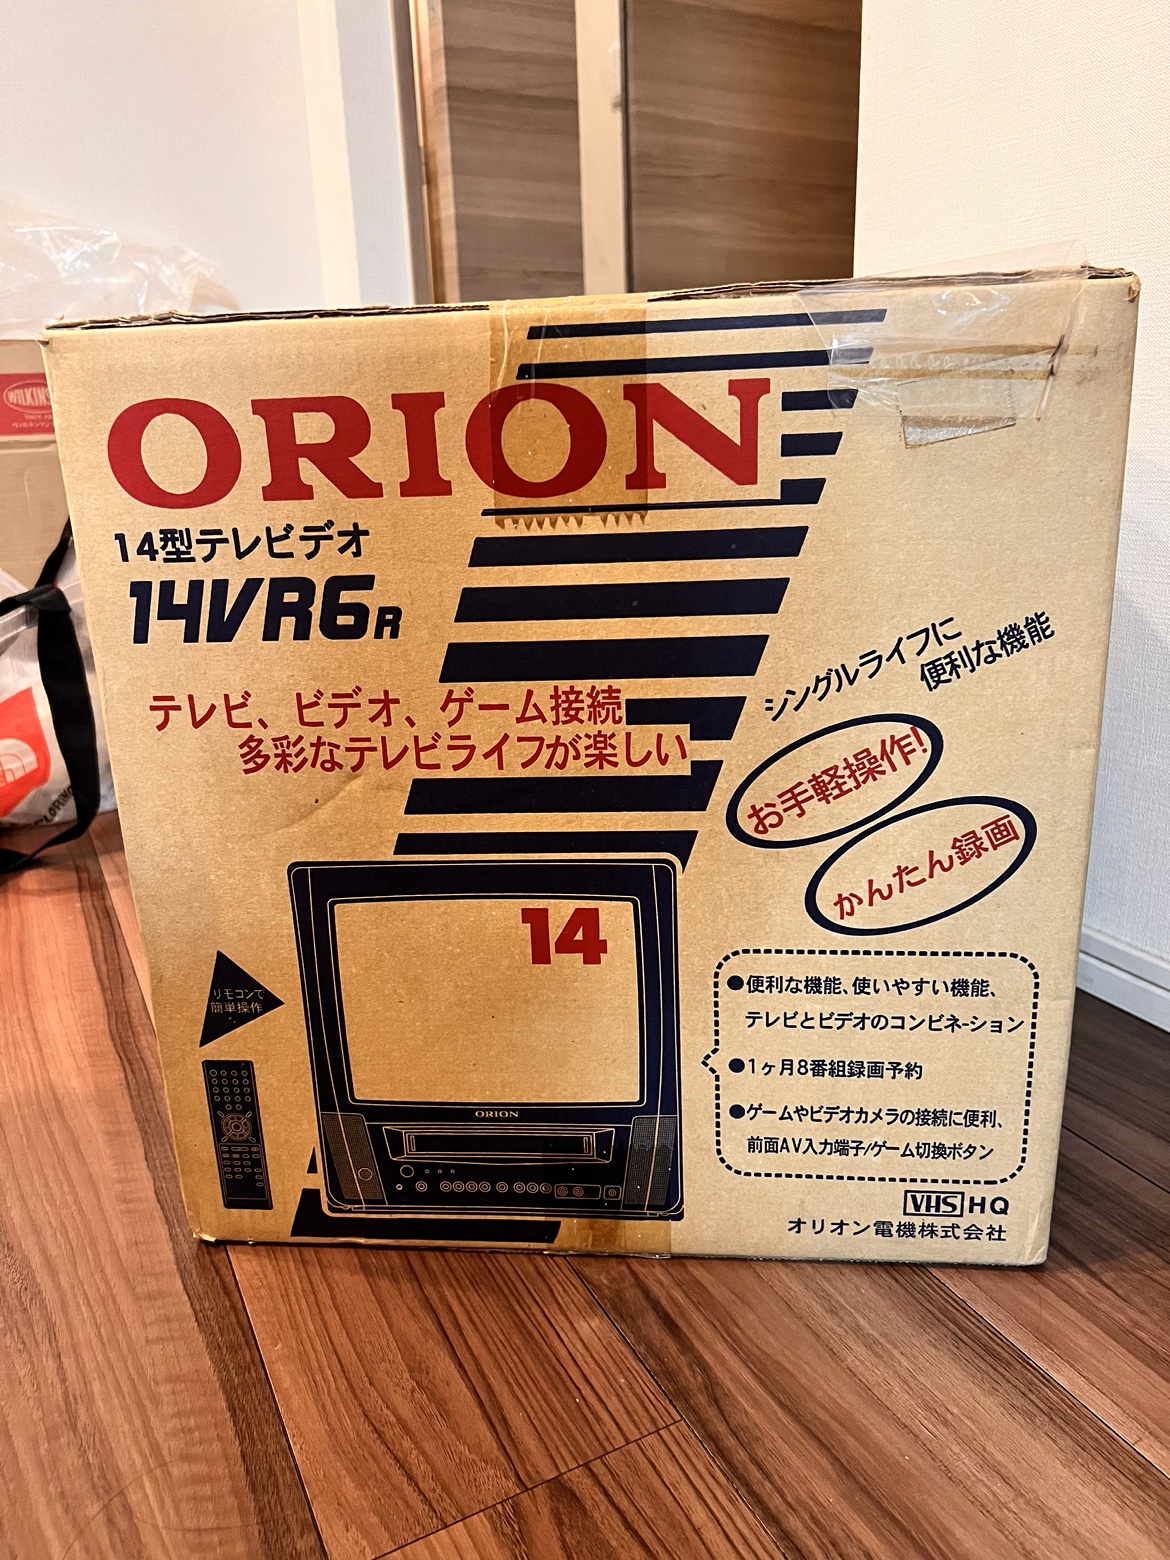 ORION
14型テレビデオ
14VR6R
テレビ、ビデオ、ゲーム接続
多彩なテレビライフが楽しい
シングルライフに
便利な機能
お手軽操作!
かんたん録画
14
リモコンで
簡単操作
ORION
●便利な機能、使いやすい機能、
テレビとビデオのコンビネーション
●1ヶ月8番組録画予約
●ゲームやビデオカメラの接続に便利、
前面AV入力端子/ゲーム切換ボタン
VHS HQ
オリオン電機株式会社